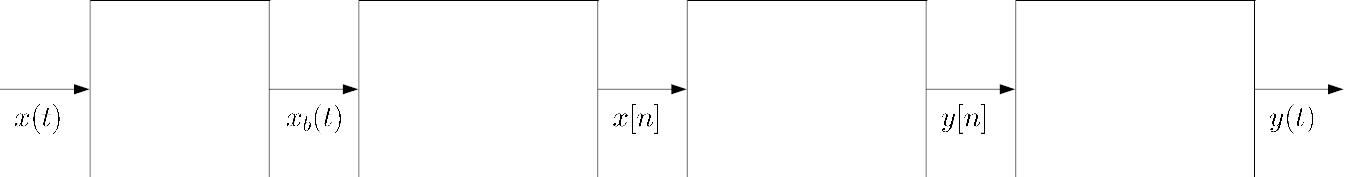 x(t) x_b(t) x[n] y[n] y(t)